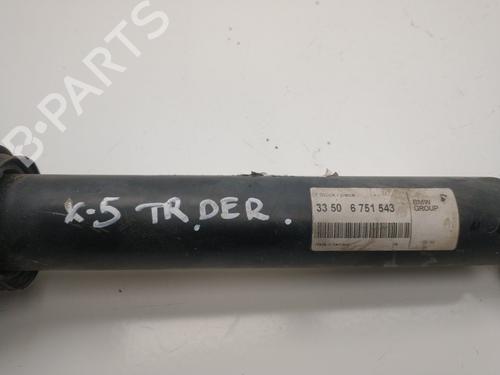 B-PARTS
X-5 TR.DER.
33 50 6 751 543
BMW
GROUP